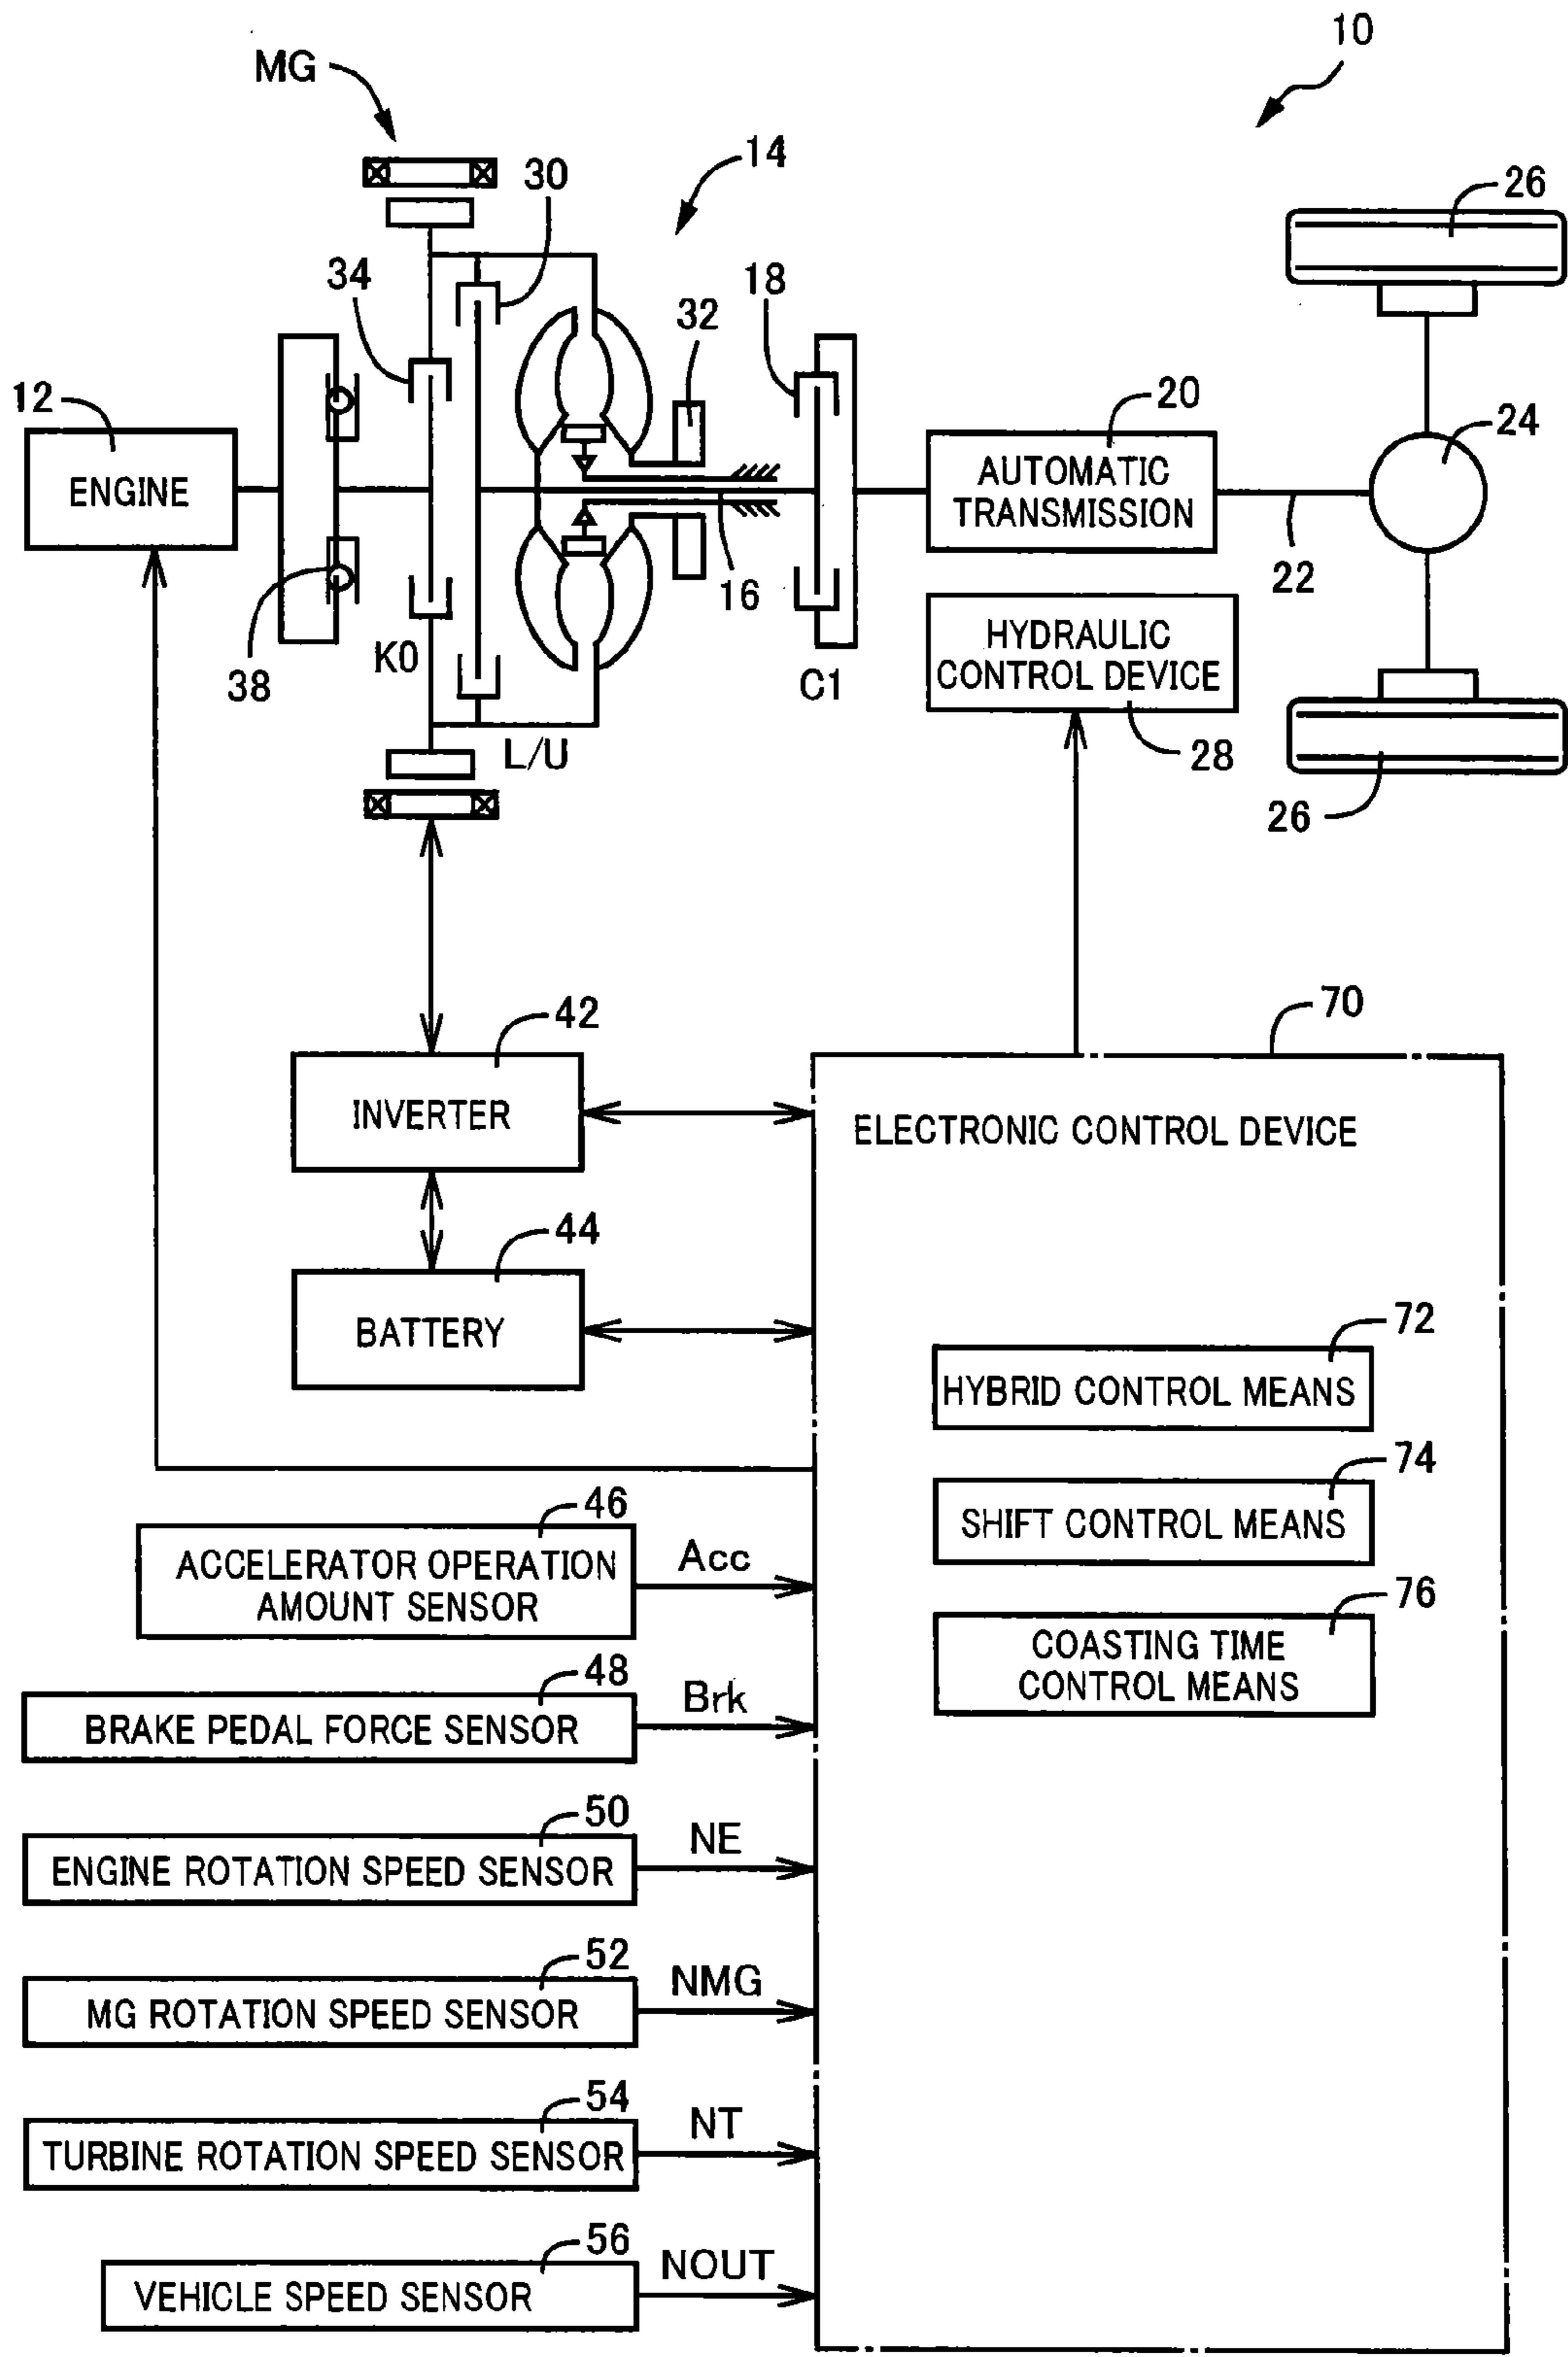 10
MG
14
30
26
34
18
32
12
20
24
ENGINE
AUTOMATIC
TRANSMISSION
16
22
HYDRAULIC
CONTROL DEVICE
K0
38
C1
L/U
28
26
42
70
INVERTER
ELECTRONIC CONTROL DEVICE
44
BATTERY
72
HYBRID CONTROL MEANS
74
SHIFT CONTROL MEANS
76
COASTING TIME
CONTROL MEANS
46
ACCELERATOR OPERATION
AMOUNT SENSOR
Acc
48
BRAKE PEDAL FORCE SENSOR
Brk
50
ENGINE ROTATION SPEED SENSOR
NE
52
MG ROTATION SPEED SENSOR
NMG
54
TURBINE ROTATION SPEED SENSOR
NT
56
VEHICLE SPEED SENSOR
NOUT